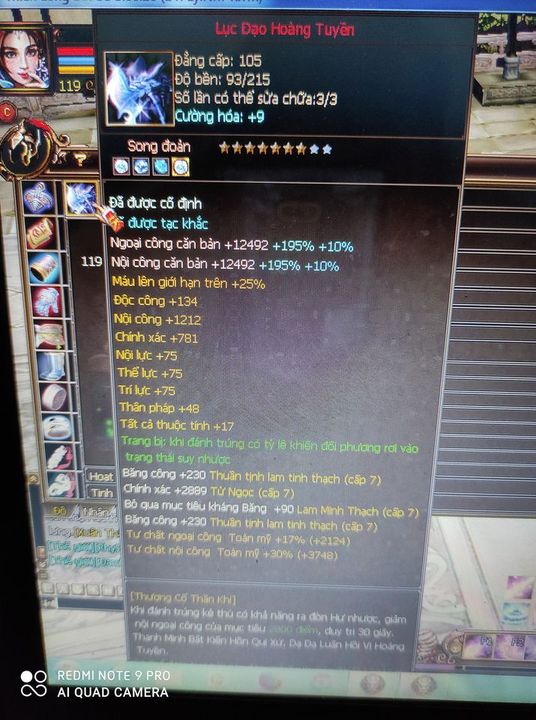 Lục Đạo Hoàng Tuyền
Đẳng cấp: 105
Độ bền: 93/215
Số lần có thể sửa chữa:3/3
Cường hóa: +9
119
Song đoản
Đã được cố định
được tạc khắc
Ngoại công căn bản +12492 +195% +10%
119
Nội công căn bản +12492 +195% +10%
Máu lên giới hạn trên +25%
Độc công +134
Nội công +1212
Chính xác +781
Nội lực +75
Thể lực +75
Trí lực +75
Thân pháp +48
Tất cả thuộc tính +17
Trang bị: khi đánh trúng có tỷ lệ khiến đối phương rơi vào
trạng thái suy nhược
Băng công +230 Thuần tịnh lam tinh thạch (cấp 7)
Hoạt
Chính xác +2889 Tử Ngọc (cấp 7)
Tính
Bỏ qua mục tiêu kháng Băng +90 Lam Minh Thạch (cấp 7)
Băng công +230 Thuần tịnh lam tinh thạch (cấp 7)
Tư chất ngoại công Toàn mỹ +17% (+2124)
Tư chất nội công Toàn mỹ +30% (+3748)
[Thượng Cổ Thần Khí]
Khi đánh trúng kẻ thù có khả năng ra đòn Hư nhược, giảm
nội ngoại công của mục tiêu 2800 điểm, duy trì 30 giây.
Thanh Minh Bất Kiến Hồn Qui Xứ, Dạ Dạ Luân Hồi Vị Hoàng
Tuyền.
REDMI NOTE 9 PRO
AI QUAD CAMERA